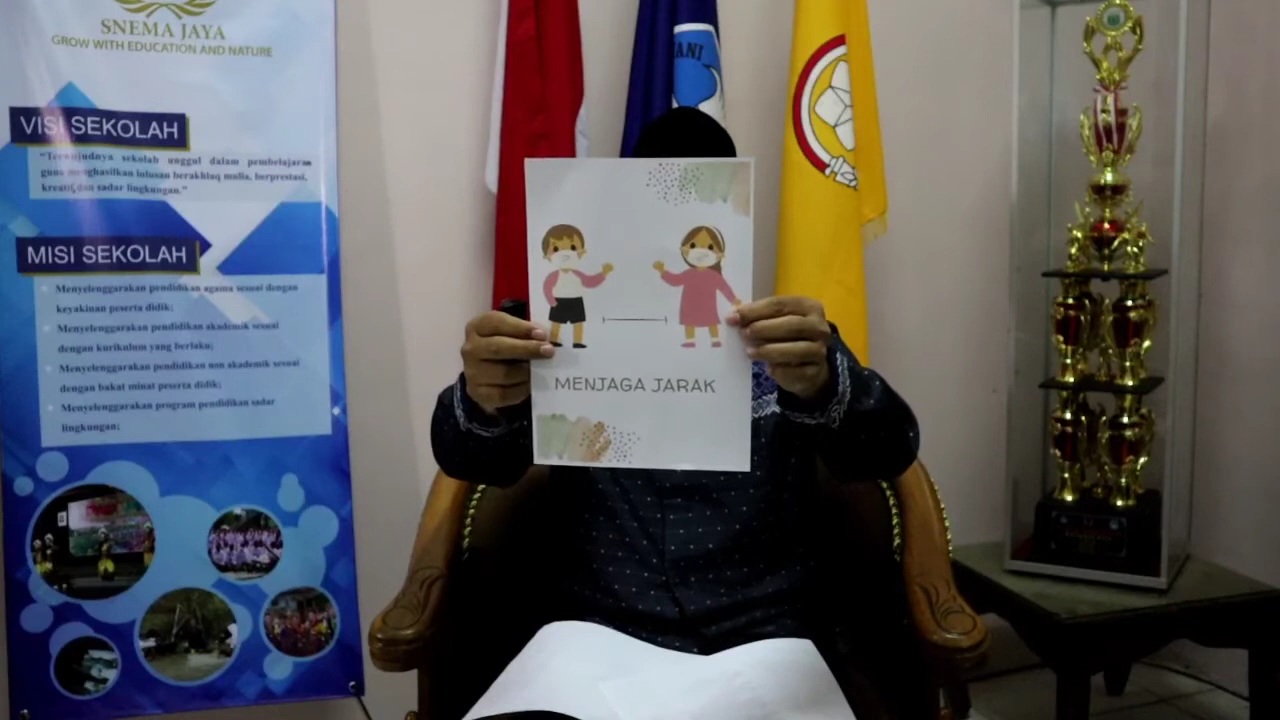 SNEMA JAYA
GROW WITH EDUCATION AND NATURE
VISI SEKOLAH
"Terwujudnya sekolah unggul dalam pembelajaran
guna menghasilkan lulusan berakhlaq mulia, berprestasi,
kreatif dan sadar lingkungan."
MISI SEKOLAH
Menyelenggarakan pendidikan agama sesuai dengan
keyakinan peserta didik;
Menyelenggarakan pendidikan akademik sesuai
dengan kurikulum yang berlaku;
Menyelenggarakan pendidikan non akademik sesuai
dengan bakat minat peserta didik;
Menyelenggarakan program pendidikan sadar
lingkungan;
ANI
MENJAGA JARAK